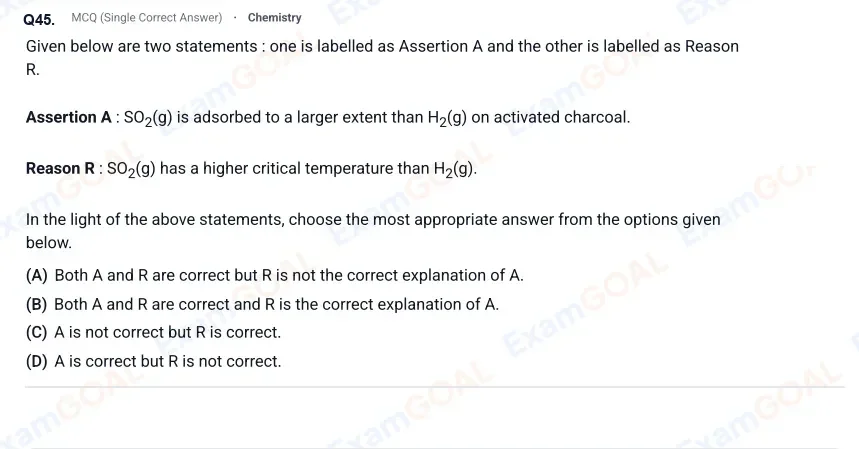 Q45. MCQ (Single Correct Answer) · Chemistry
Given below are two statements : one is labelled as Assertion A and the other is labelled as Reason
R.
Assertion A : SO₂(g) is adsorbed to a larger extent than H₂(g) on activated charcoal.
Reason R : SO₂(g) has a higher critical temperature than H₂(g).
In the light of the above statements, choose the most appropriate answer from the options given
below.
(A) Both A and R are correct but R is not the correct explanation of A.
(B) Both A and R are correct and R is the correct explanation of A.
(C) A is not correct but R is correct.
(D) A is correct but R is not correct.
ExamGOAL